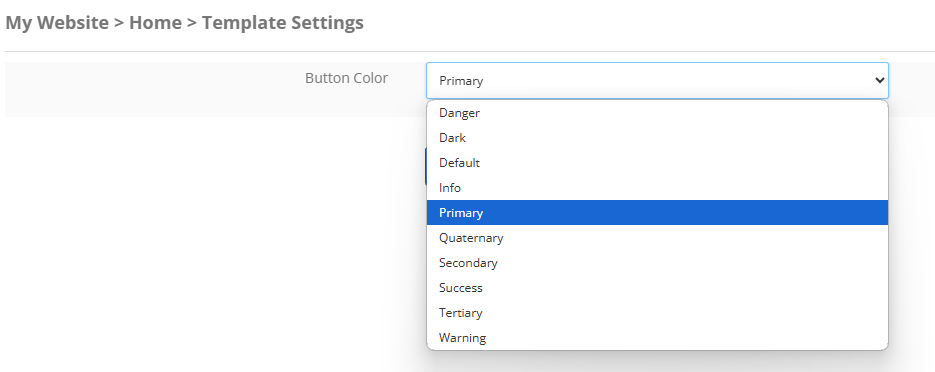 My Website > Home > Template Settings
Button Color
Primary
Danger
Dark
Default
Info
Primary
Quaternary
Secondary
Success
Tertiary
Warning